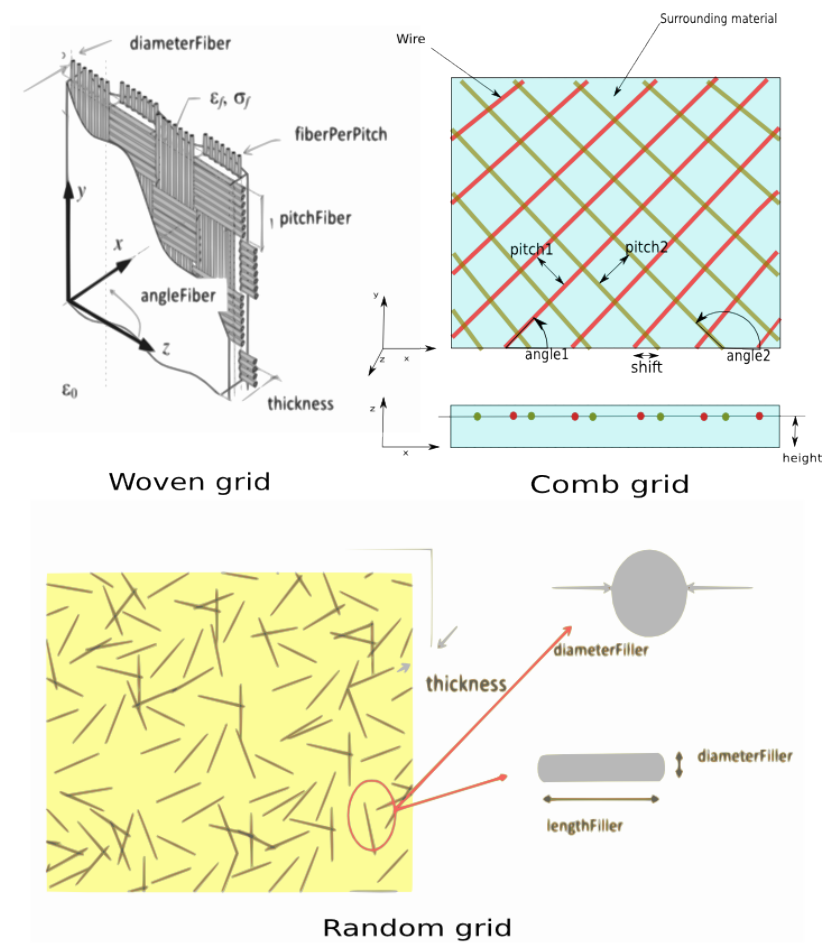 diameterFiber
εf, σf
fiberPerPitch
pitchFiber
y
x
angleFiber
z
ε0
thickness
Woven grid
Surrounding material
Wire
pitch1
pitch2
angle1
shift
angle2
y
z
x
z
x
height
Comb grid
thickness
diameterFiller
diameterFiller
lengthFiller
Random grid